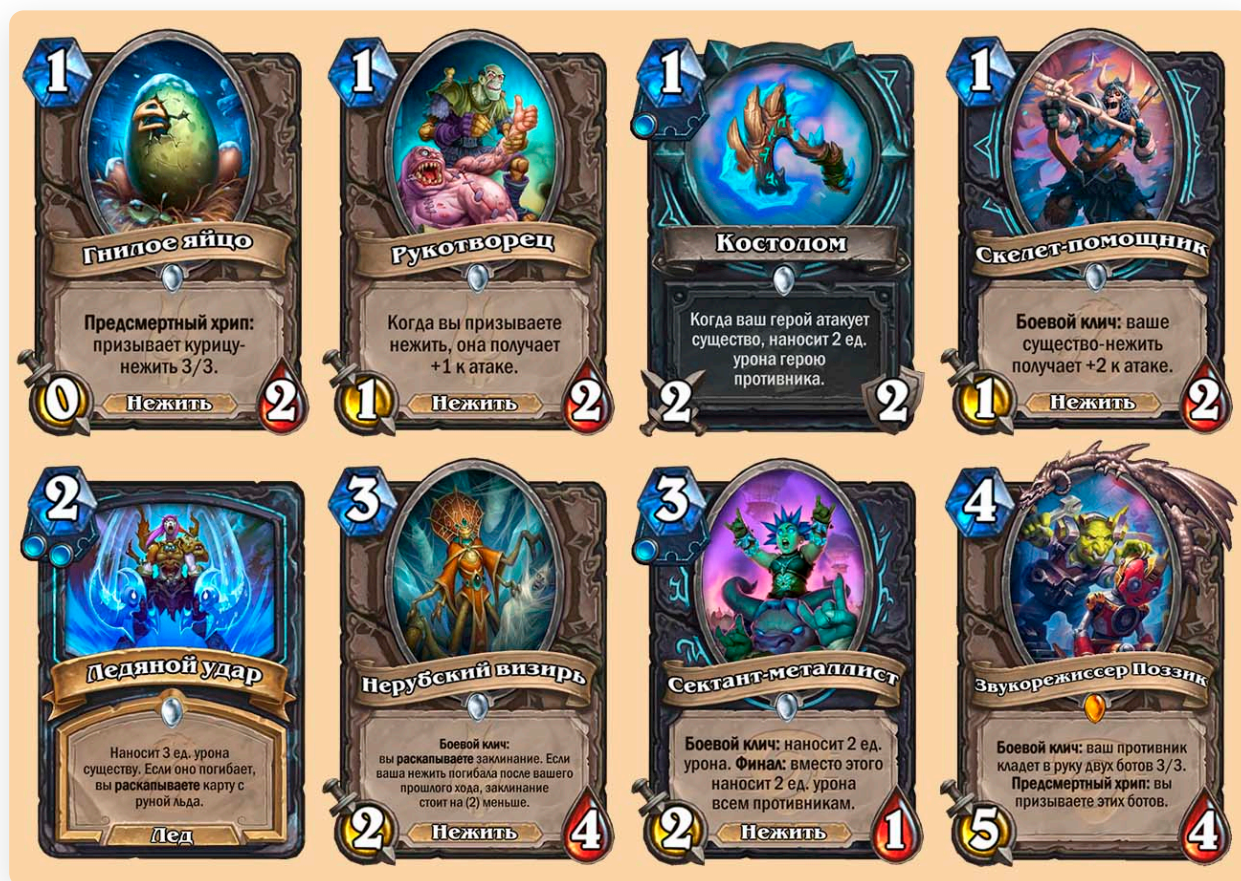 1
Гнилое яйцо
Предсмертный хрип:
призывает курицу-
нежить 3/3.
0
Нежить
2
1
Рукотворец
Когда вы призываете
нежить, она получает
+1 к атаке.
1
Нежить
2
1
Костолом
Когда ваш герой атакует
существо, наносит 2 ед.
урона герою
противника.
2
2
1
Скелет-помощник
Боевой клич: ваше
существо-нежить
получает +2 к атаке.
1
Нежить
2
2
Ледяной удар
Наносит 3 ед. урона
существу. Если оно погибает,
вы раскапываете карту с
руной льда.
Лед
3
Нерубский визирь
Боевой клич:
вы раскапываете заклинание. Если
ваша нежить погибала после вашего
прошлого хода, заклинание
стоит на (2) меньше.
2
Нежить
4
3
Сектант-металлист
Боевой клич: наносит 2 ед.
урона. Финал: вместо этого
наносит 2 ед. урона
всем противникам.
2
Нежить
1
4
Звукорежиссер Поззик
Боевой клич: ваш противник
кладет в руку двух ботов 3/3.
Предсмертный хрип: вы
призываете этих ботов.
5
4